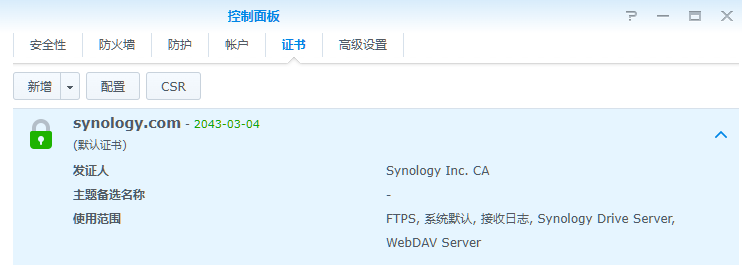 控制面板
安全性 防火墙 防护 帐户 证书 高级设置
新增 配置 CSR
synology.com - 2043-03-04
(默认证书)
发证人 Synology Inc. CA
主题备选名称 -
使用范围 FTPS, 系统默认, 接收日志, Synology Drive Server,
WebDAV Server